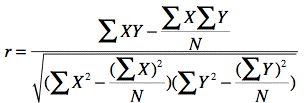 r = (∑XY − (∑X∑Y)/N) / √((∑X² − (∑X)²/N)(∑Y² − (∑Y)²/N))